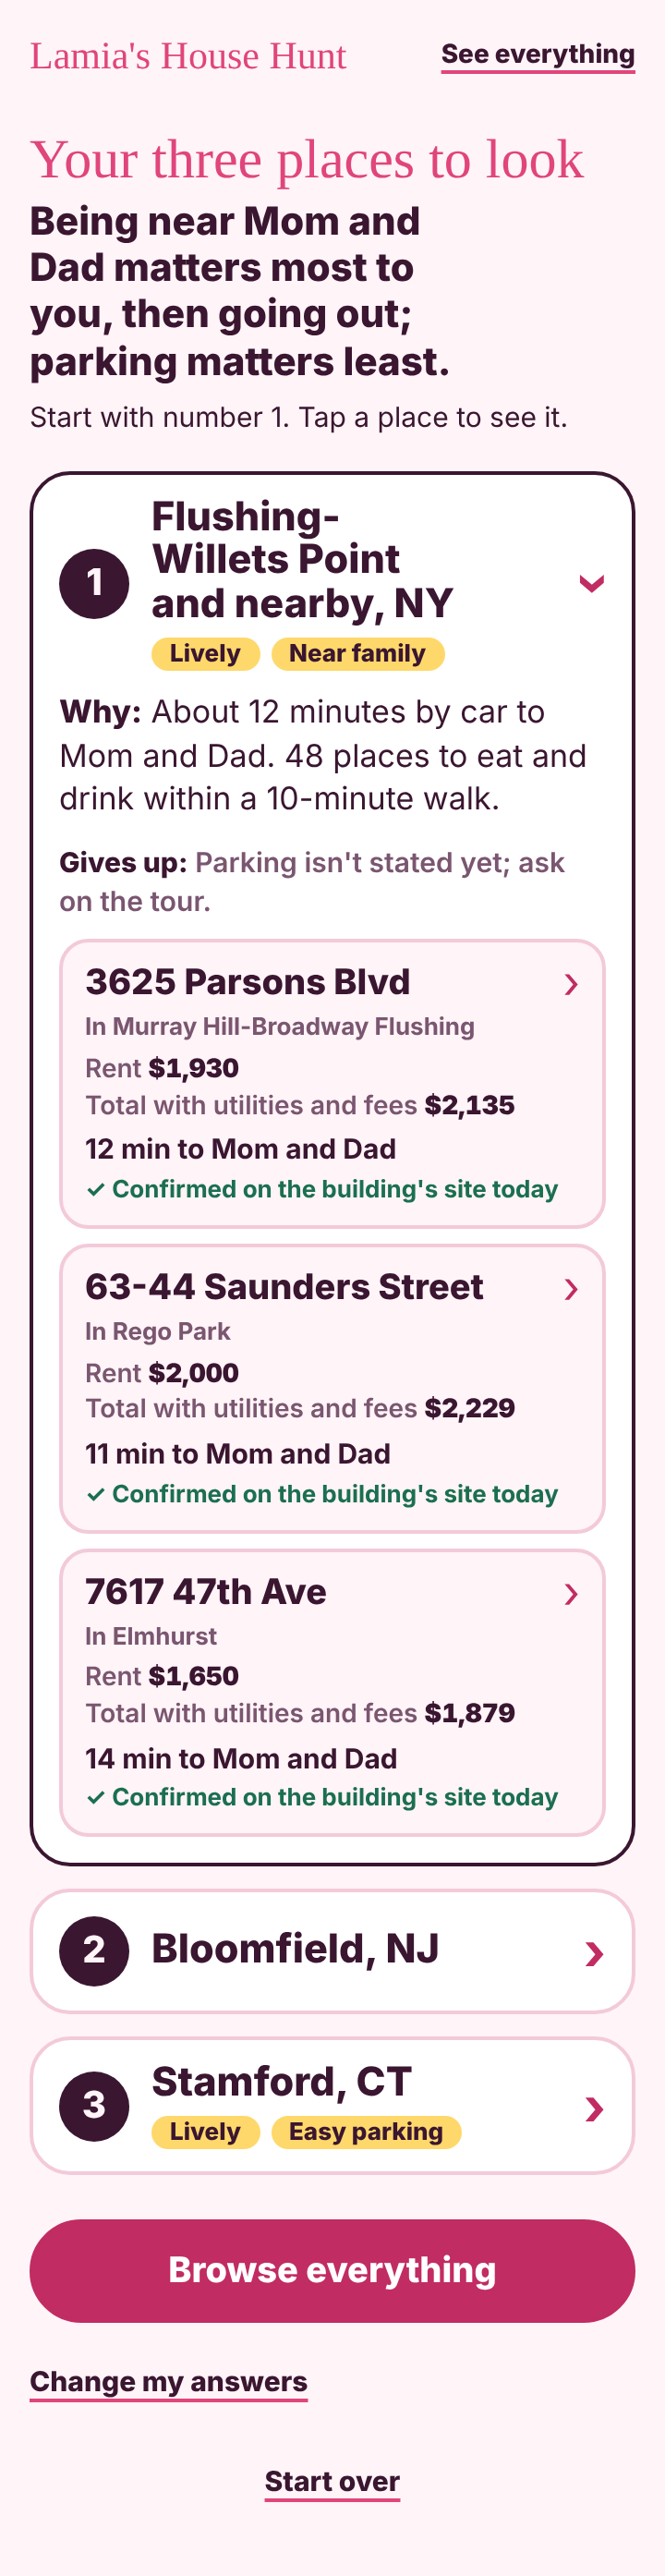 Lamia's House Hunt
See everything
Your three places to look
Being near Mom and
Dad matters most to
you, then going out;
parking matters least.
Start with number 1. Tap a place to see it.
1
Flushing-
Willets Point
and nearby, NY
Lively
Near family
Why: About 12 minutes by car to
Mom and Dad. 48 places to eat and
drink within a 10-minute walk.
Gives up: Parking isn't stated yet; ask
on the tour.
3625 Parsons Blvd
In Murray Hill-Broadway Flushing
Rent $1,930
Total with utilities and fees $2,135
12 min to Mom and Dad
✓ Confirmed on the building's site today
63-44 Saunders Street
In Rego Park
Rent $2,000
Total with utilities and fees $2,229
11 min to Mom and Dad
✓ Confirmed on the building's site today
7617 47th Ave
In Elmhurst
Rent $1,650
Total with utilities and fees $1,879
14 min to Mom and Dad
✓ Confirmed on the building's site today
2
Bloomfield, NJ
3
Stamford, CT
Lively
Easy parking
Browse everything
Change my answers
Start over